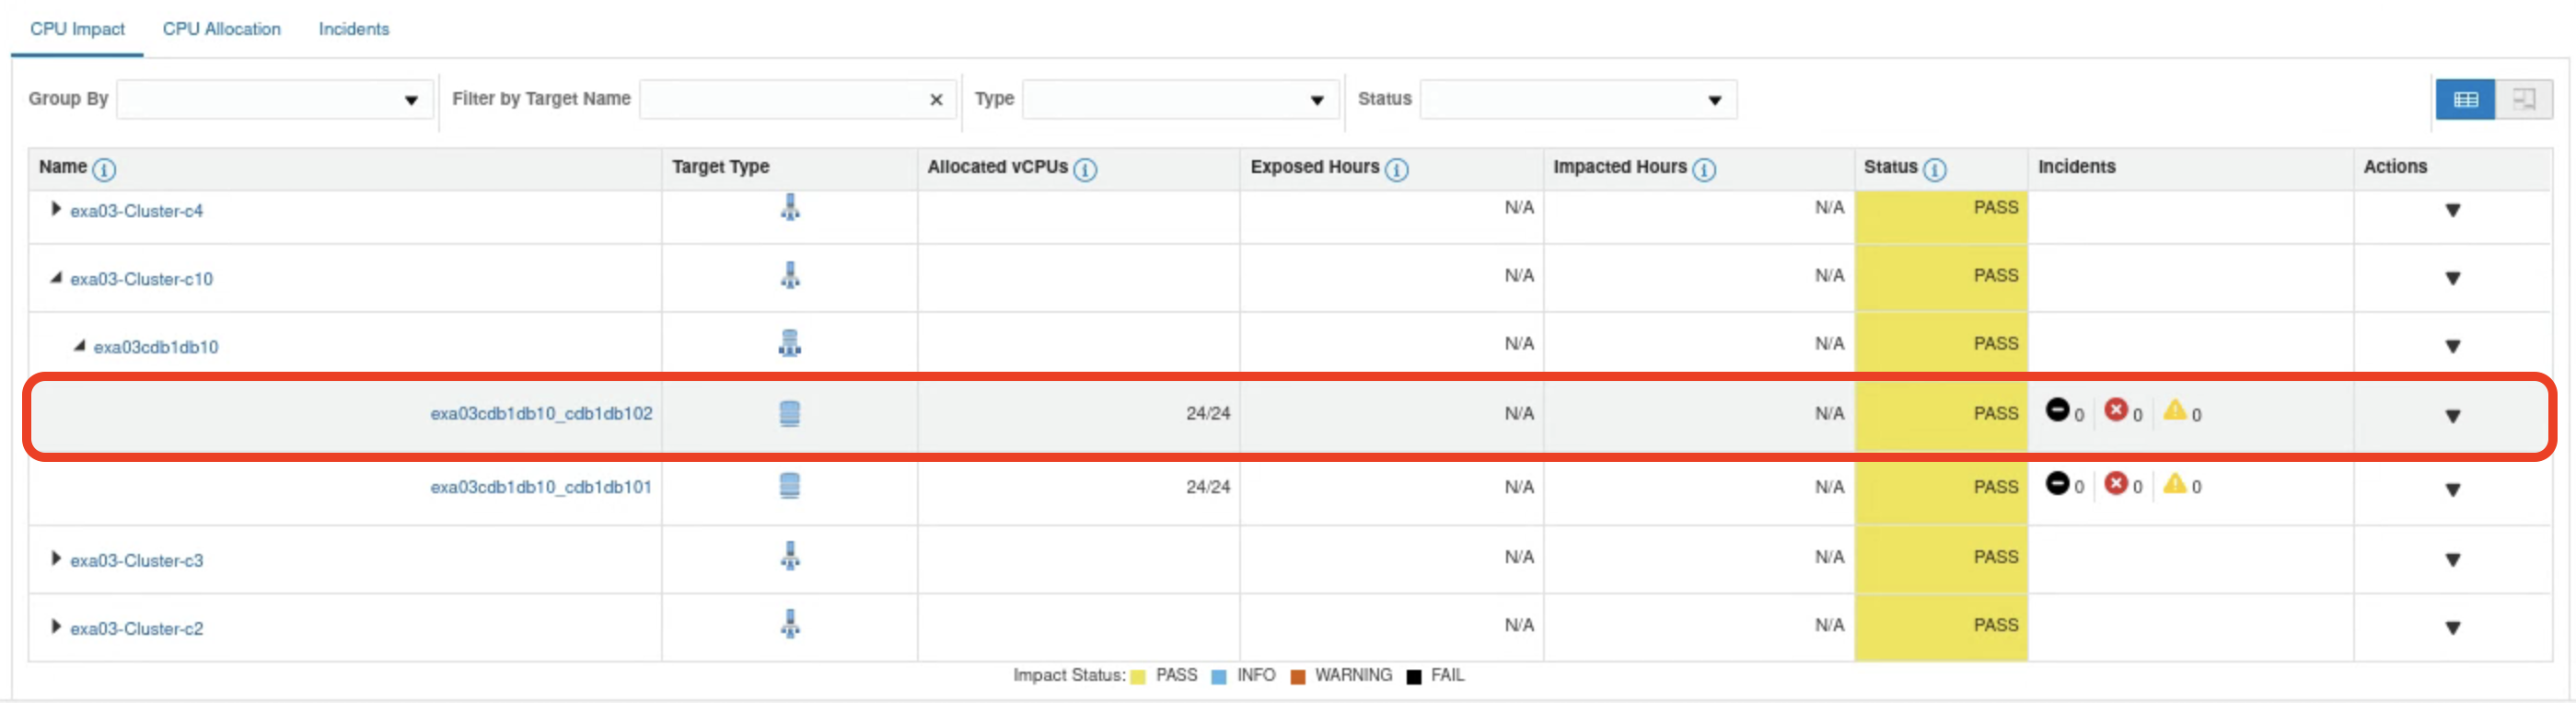 CPU Impact CPU Allocation Incidents
Group By Filter by Target Name Type Status
Name Target Type Allocated vCPUs Exposed Hours Impacted Hours Status Incidents Actions
exa03-Cluster-c4 N/A N/A PASS
exa03-Cluster-c10 N/A N/A PASS
exa03cdb1db10 N/A N/A PASS
exa03cdb1db10_cdb1db102 24/24 N/A N/A PASS 0 0 0
exa03cdb1db10_cdb1db101 24/24 N/A N/A PASS 0 0 0
exa03-Cluster-c3 N/A N/A PASS
exa03-Cluster-c2 N/A N/A PASS
Impact Status: PASS INFO WARNING FAIL